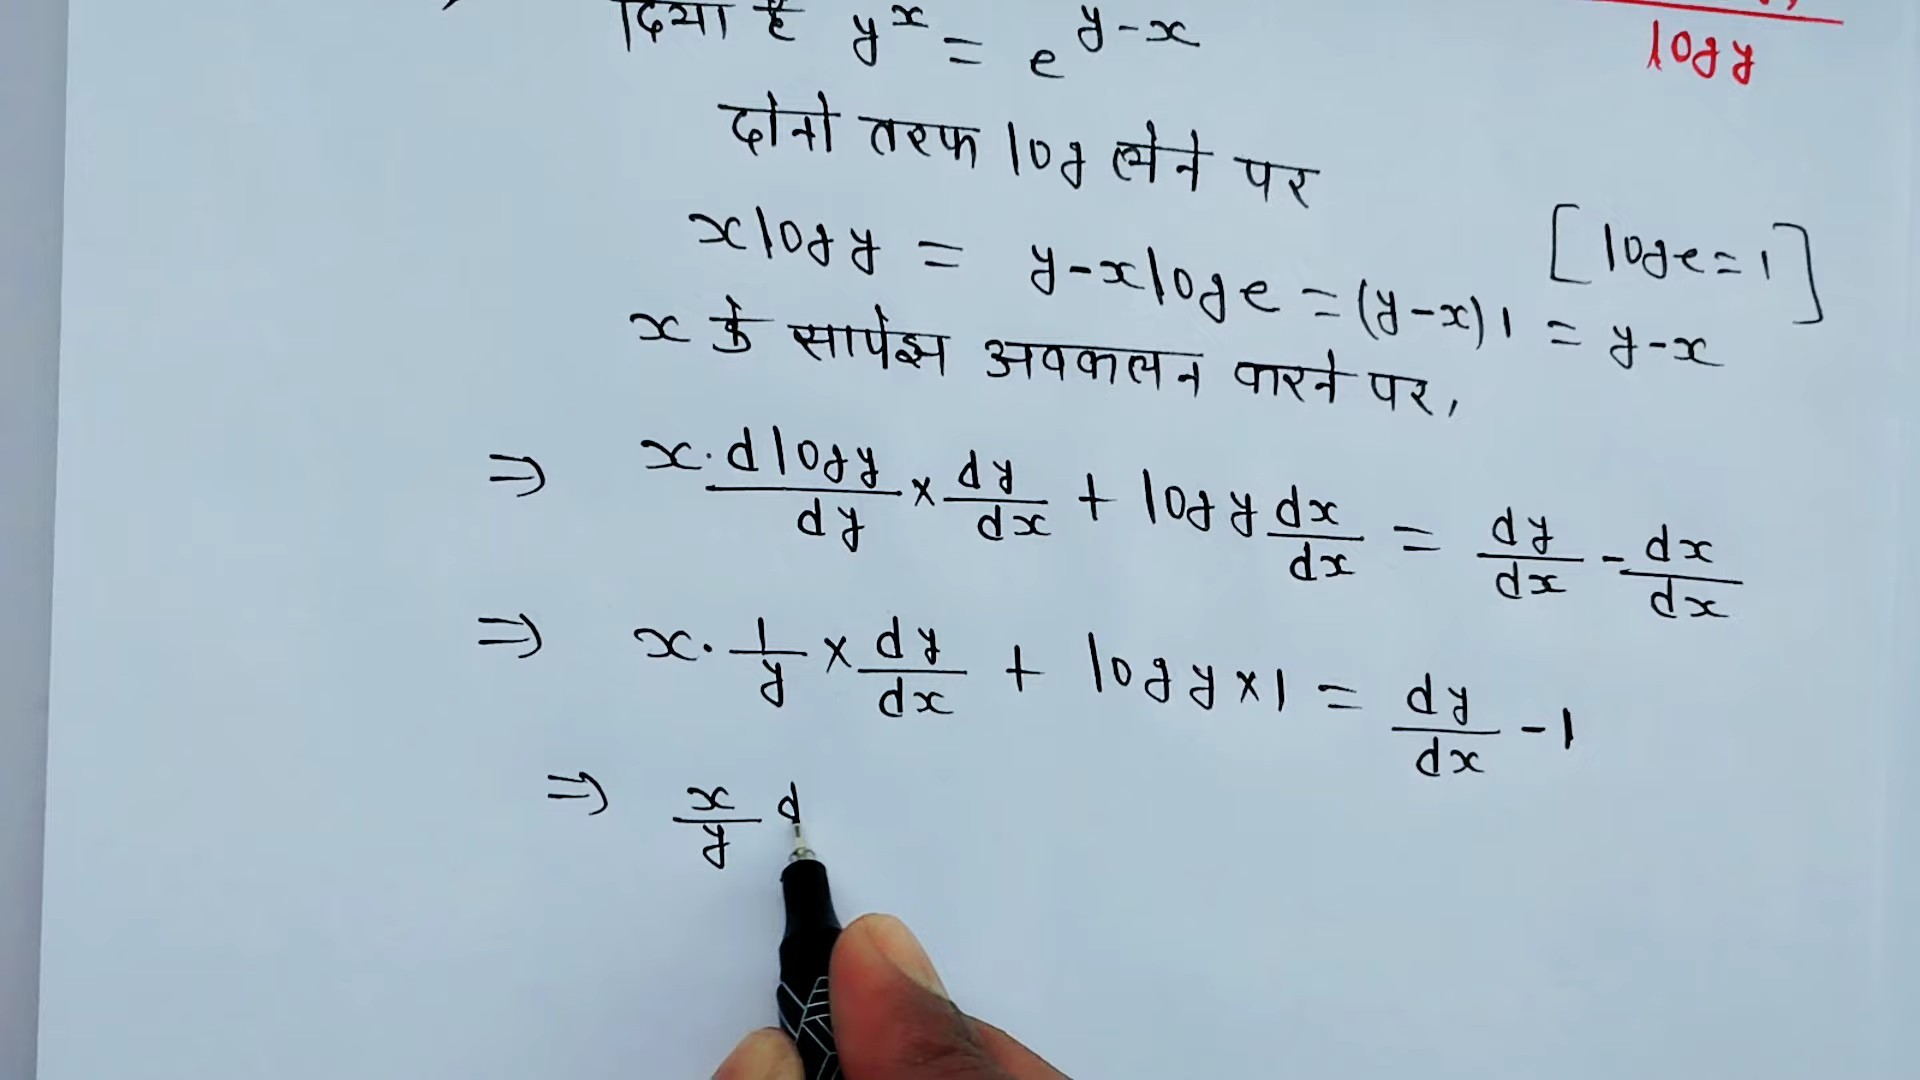 दिया है y^x = e^{y-x}
log y
दोनो तरफ log लेने पर
x log y = y-x log e = (y-x) 1 = y-x [log e = 1]
x के सापेक्ष अवकलन करने पर,
⇒ x. d log y/dy × dy/dx + log y dx/dx = dy/dx - dx/dx
⇒ x. 1/y × dy/dx + log y × 1 = dy/dx - 1
⇒ x/y d